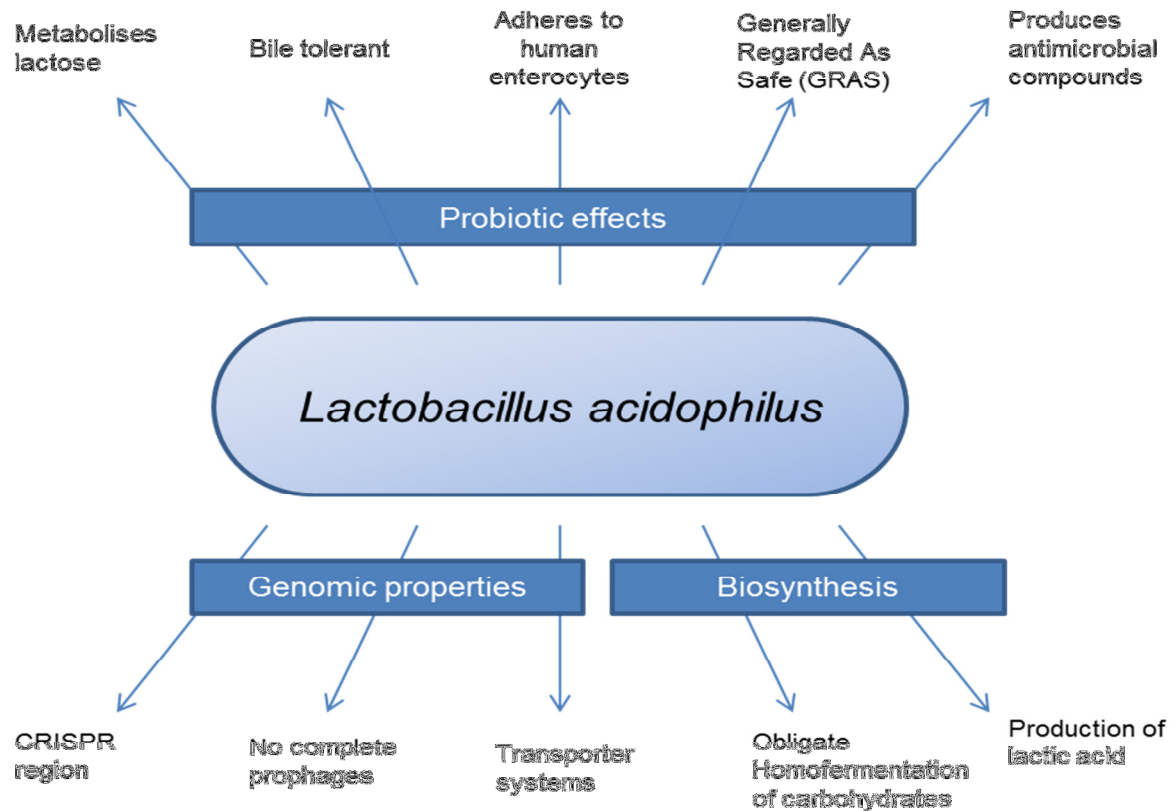 Metabolises
lactose
Bile tolerant
Adheres to
human
enterocytes
Generally
Regarded As
Safe (GRAS)
Produces
antimicrobial
compounds
Probiotic effects
Lactobacillus acidophilus
Genomic properties
Biosynthesis
CRISPR
region
No complete
prophages
Transporter
systems
Obligate
Homofermentation
of carbohydrates
Production of
lactic acid